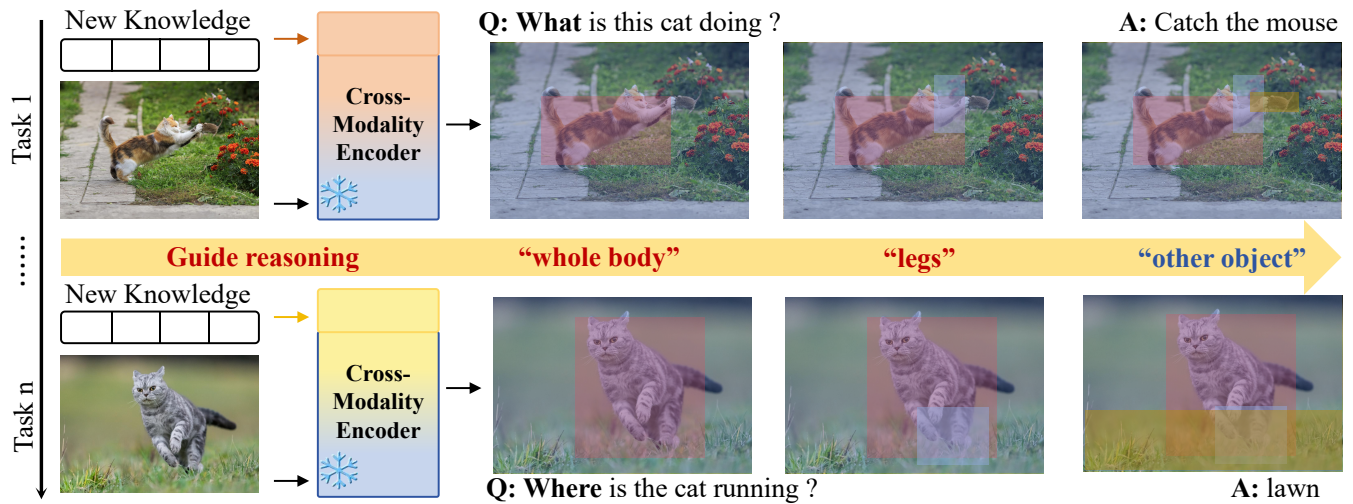 New Knowledge
Q: What is this cat doing ?
A: Catch the mouse
Task 1
Cross-
Modality
Encoder
......
Guide reasoning
“whole body”
“legs”
“other object”
New Knowledge
Task n
Cross-
Modality
Encoder
Q: Where is the cat running ?
A: lawn